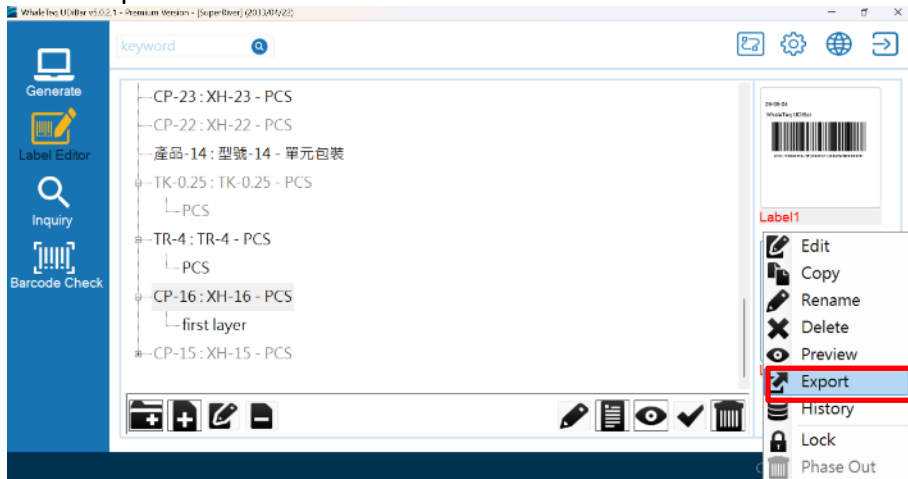 WhaleTeq UDiBar v5.0.2.1 - Premium Version - [SuperRiver] (2033/04/22)
keyword
Generate
Label Editor
Inquiry
Barcode Check
CP-23 : XH-23 - PCS
CP-22 : XH-22 - PCS
產品-14 : 型號-14 - 單元包裝
TK-0.25 : TK-0.25 - PCS
PCS
TR-4 : TR-4 - PCS
PCS
CP-16 : XH-16 - PCS
first layer
CP-15 : XH-15 - PCS
WhaleTeq UDiBar
Label1
Edit
Copy
Rename
Delete
Preview
Export
History
Lock
Phase Out